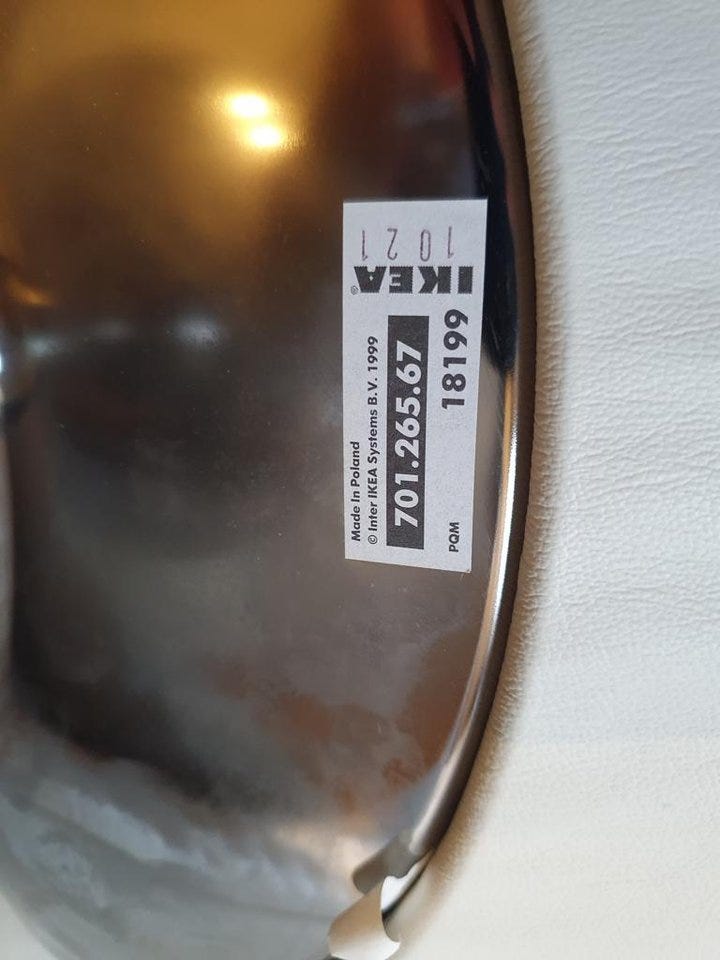 Made In Poland
© Inter IKEA Systems B.V. 1999
701.265.67
PQM 18199
IKEA®
1021